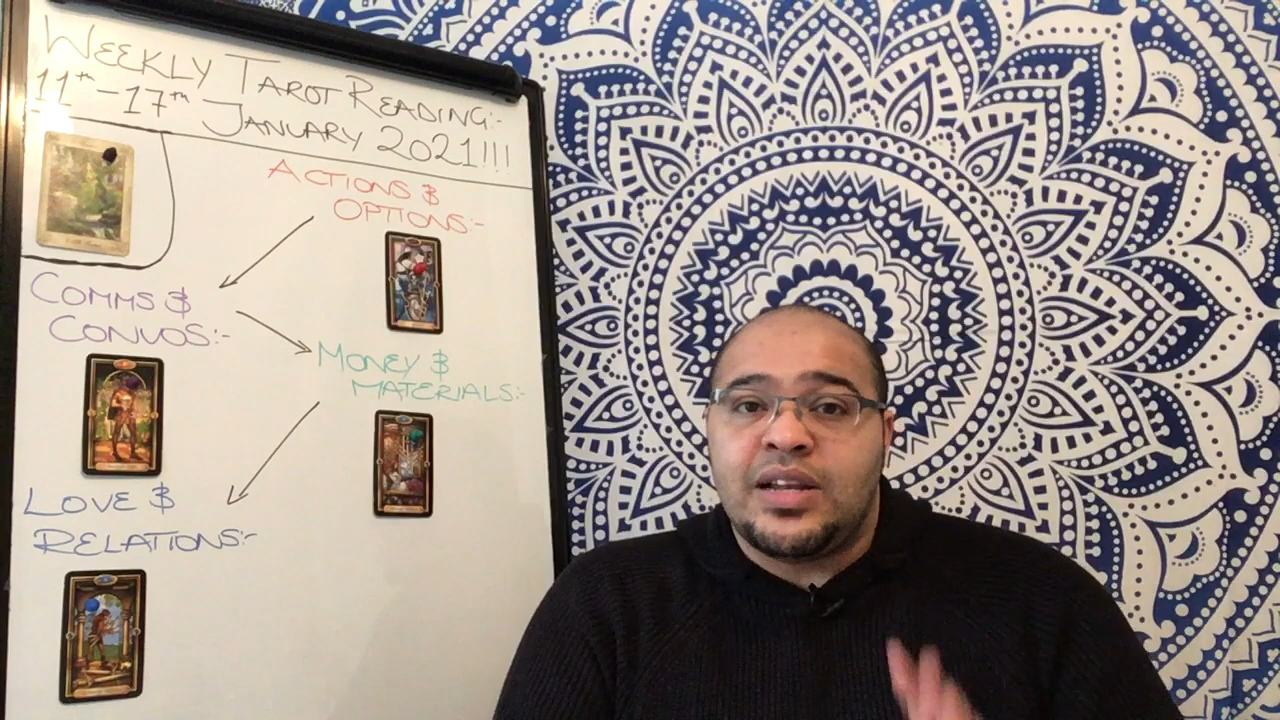 WEEKLY TAROT READING:-
11th - 17th JANUARY 2021!!!
ACTIONS &
OPTIONS:-
COMMS &
CONVOS:-
MONEY &
MATERIALS:-
LOVE &
RELATIONS:-